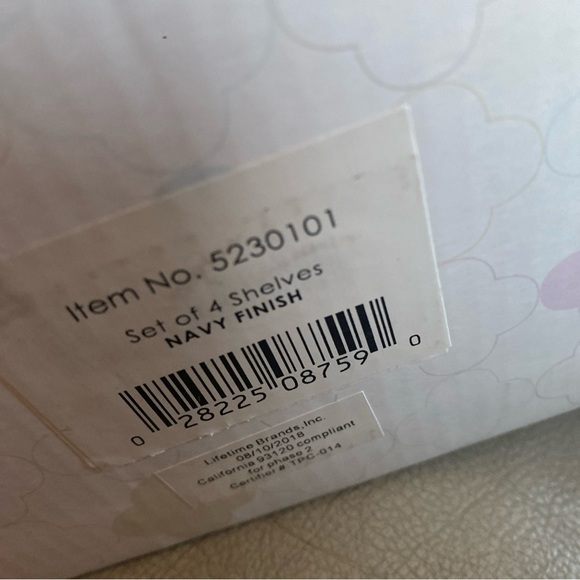 Item No. 5230101
Set of 4 Shelves
NAVY FINISH
0 28225 08759 0
Lifetime Brands, Inc.
08/10/2018
California 93120 compliant
for phase 2
Certifier # TPC-014